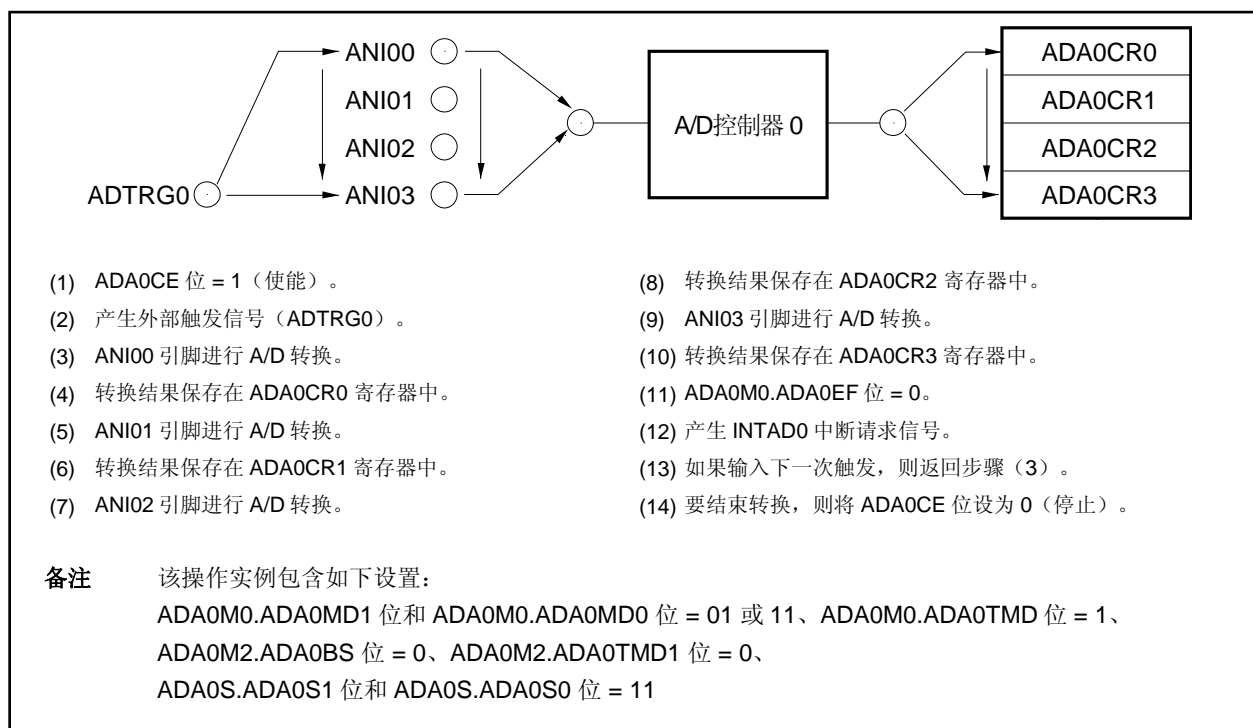 ANI00
ANI01
ANI02
ANI03
ADTRG0
A/D控制器 0
ADA0CR0
ADA0CR1
ADA0CR2
ADA0CR3
(1) ADA0CE 位 = 1（使能）。
(2) 产生外部触发信号（ADTRG0）。
(3) ANI00 引脚进行 A/D 转换。
(4) 转换结果保存在 ADA0CR0 寄存器中。
(5) ANI01 引脚进行 A/D 转换。
(6) 转换结果保存在 ADA0CR1 寄存器中。
(7) ANI02 引脚进行 A/D 转换。
(8) 转换结果保存在 ADA0CR2 寄存器中。
(9) ANI03 引脚进行 A/D 转换。
(10) 转换结果保存在 ADA0CR3 寄存器中。
(11) ADA0M0.ADA0EF 位 = 0。
(12) 产生 INTAD0 中断请求信号。
(13) 如果输入下一次触发，则返回步骤（3）。
(14) 要结束转换，则将 ADA0CE 位设为 0（停止）。
备注 该操作实例包含如下设置：
ADA0M0.ADA0MD1 位和 ADA0M0.ADA0MD0 位 = 01 或 11、ADA0M0.ADA0TMD 位 = 1、
ADA0M2.ADA0BS 位 = 0、ADA0M2.ADA0TMD1 位 = 0、
ADA0S.ADA0S1 位和 ADA0S.ADA0S0 位 = 11